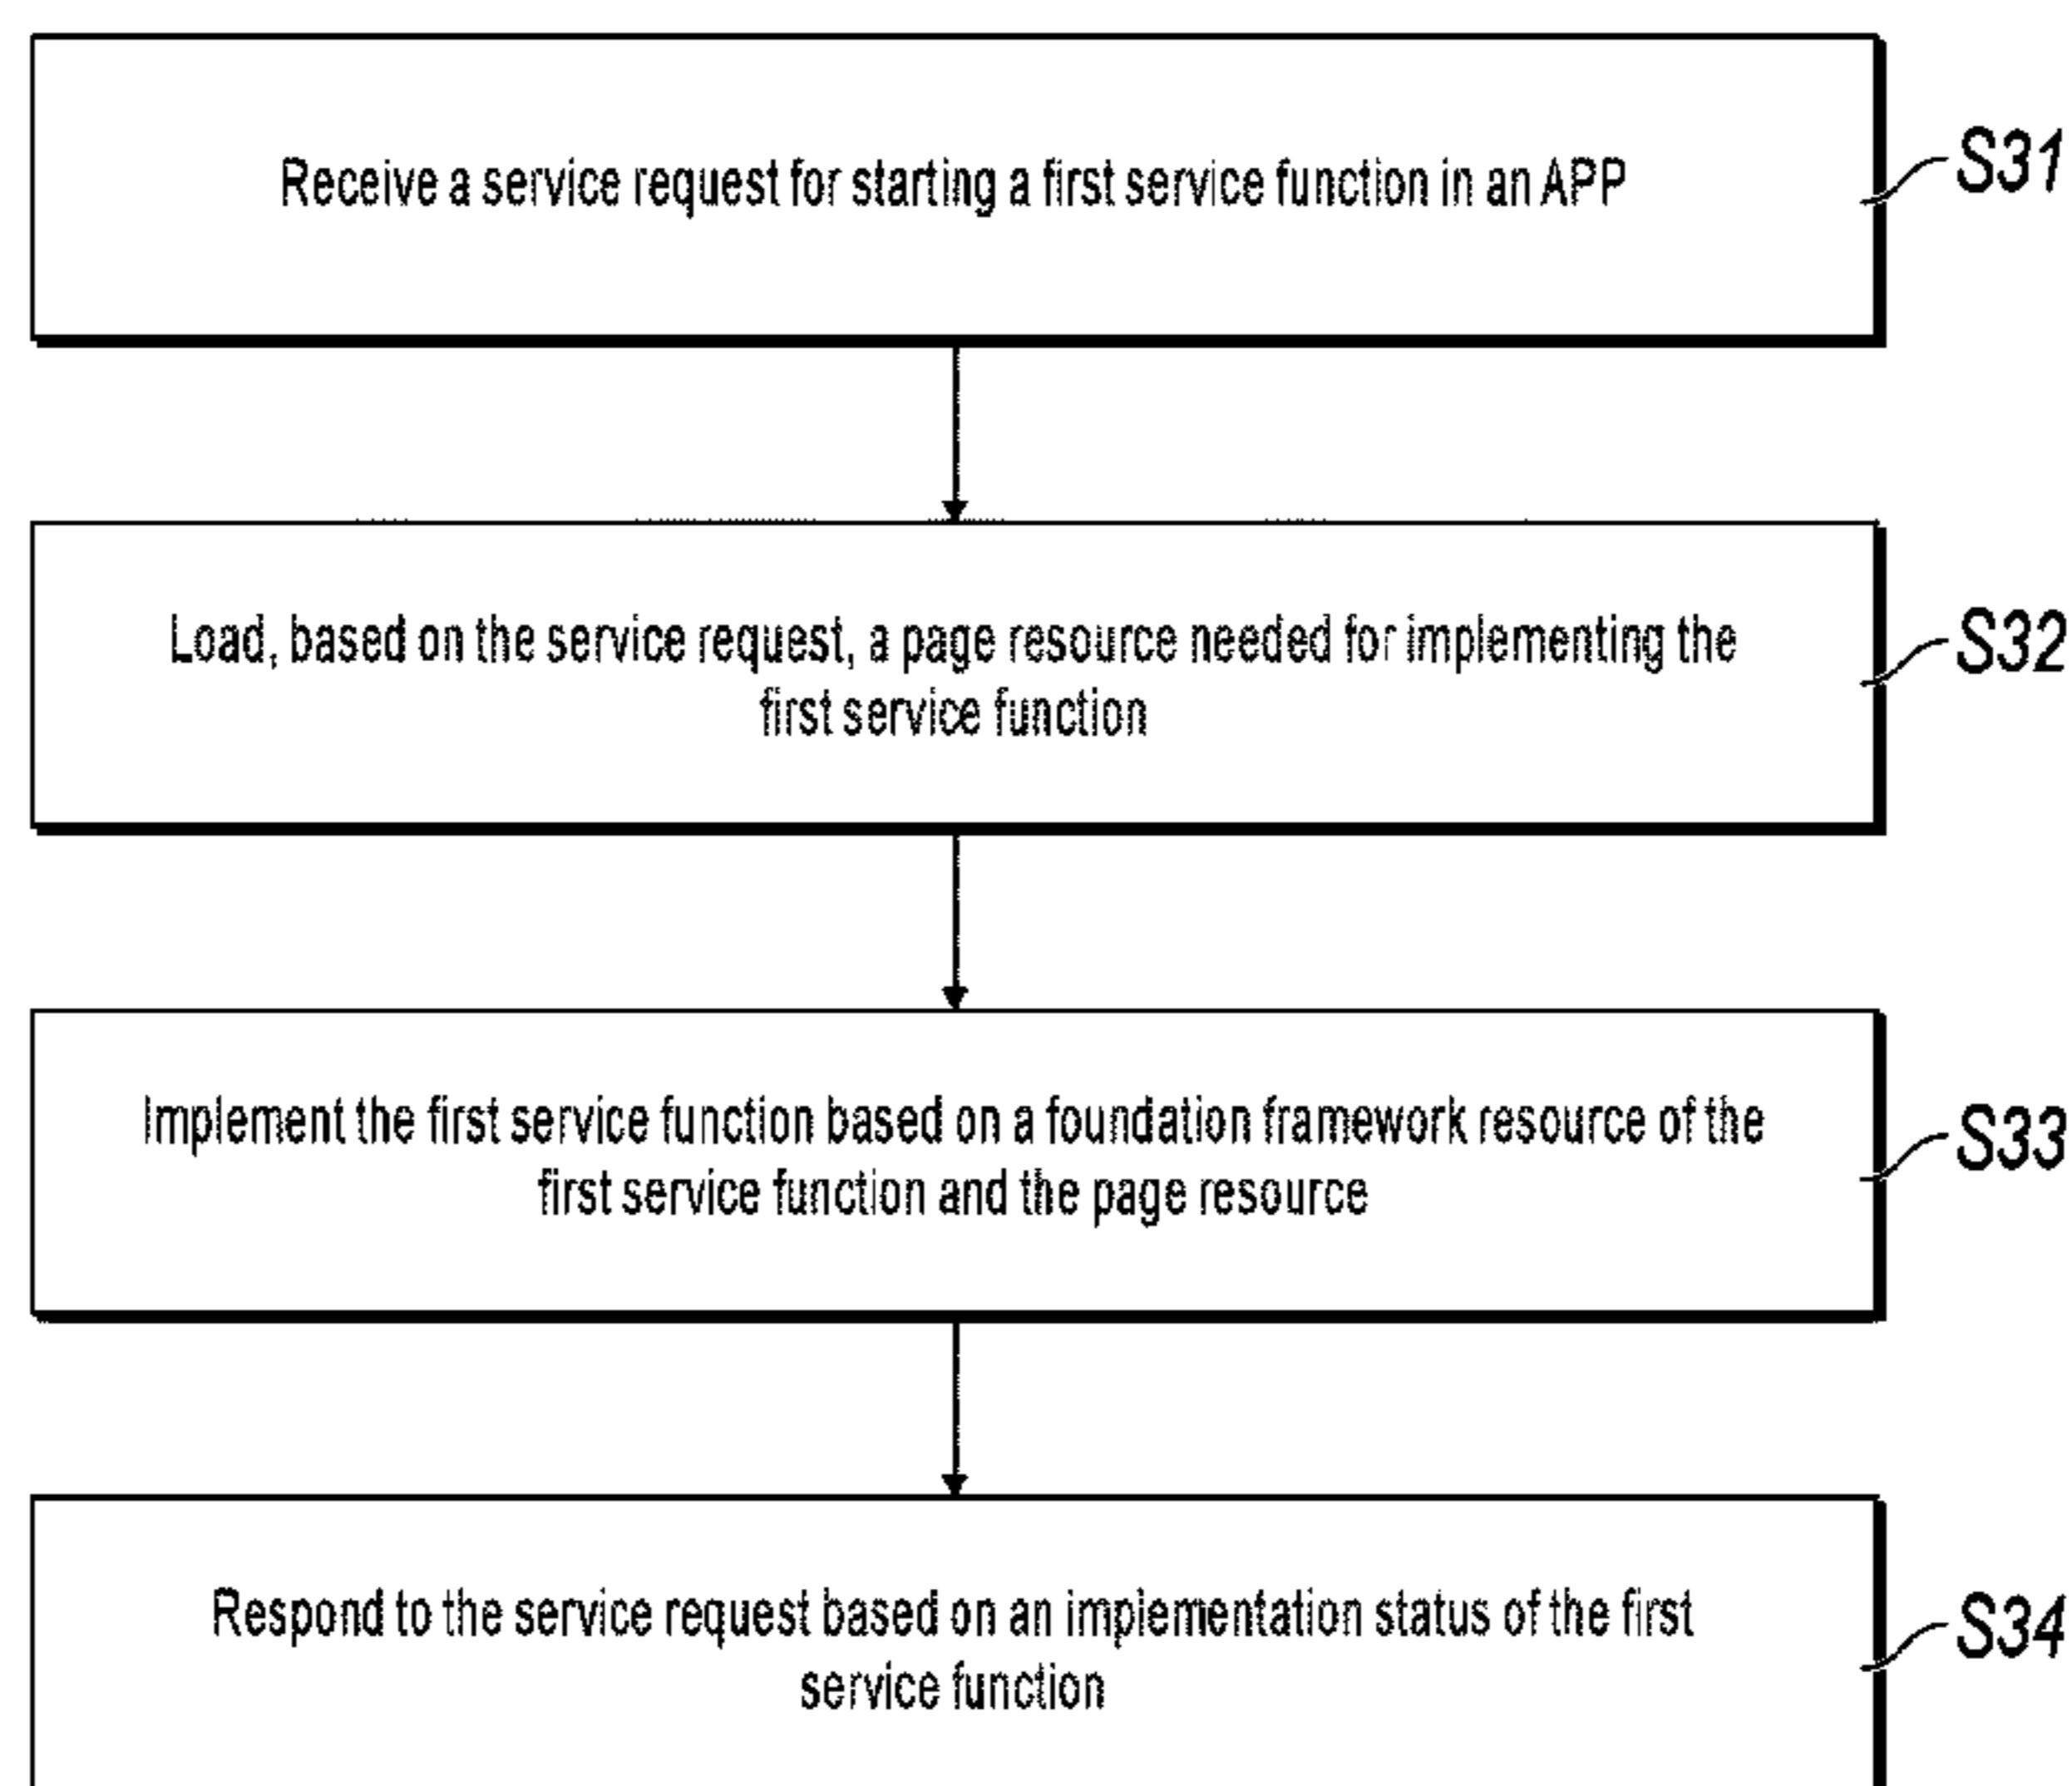 Receive a service request for starting a first service function in an APP
S31
Load, based on the service request, a page resource needed for implementing the
first service function
S32
Implement the first service function based on a foundation framework resource of the
first service function and the page resource
S33
Respond to the service request based on an implementation status of the first
service function
S34